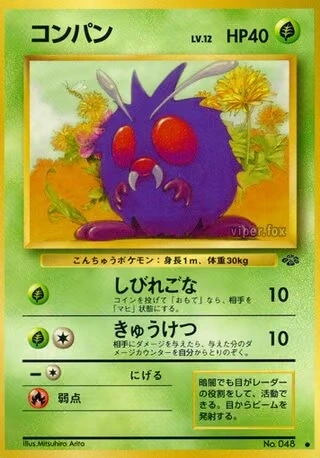 コンパン LV.12 HP40
viper.fox
こんちゅうポケモン：身長1m、体重30kg
しびれごな 10
コインを投げて「おもて」なら、相手を
「マヒ」状態にする。
きゅうけつ 10
相手にダメージを与えたら、与えた分のダ
メージカウンターを自分からとりのぞく。
にげる
弱点
暗闇でも目がレーダー
の役割をして、活動で
きる。目からビームを
発射する。
Illus.Mitsuhiro Arita No.048